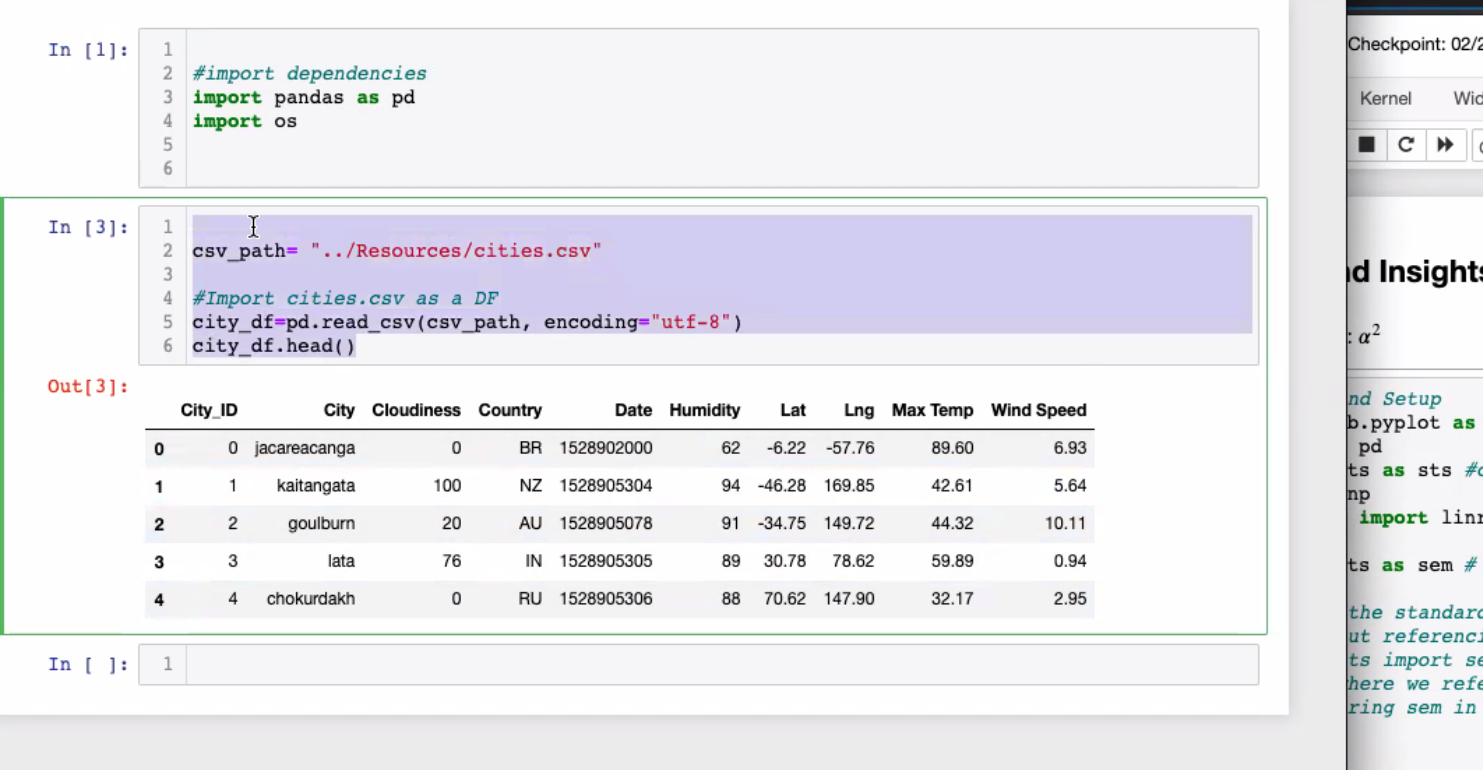 In [1]:
1
2 #import dependencies
3 import pandas as pd
4 import os
5
6
In [3]:
1
2 csv_path= "../Resources/cities.csv"
3
4 #Import cities.csv as a DF
5 city_df=pd.read_csv(csv_path, encoding="utf-8")
6 city_df.head()
Out[3]:
City_ID City Cloudiness Country Date Humidity Lat Lng Max Temp Wind Speed
0 0 jacareacanga 0 BR 1528902000 62 -6.22 -57.76 89.60 6.93
1 1 kaitangata 100 NZ 1528905304 94 -46.28 169.85 42.61 5.64
2 2 goulburn 20 AU 1528905078 91 -34.75 149.72 44.32 10.11
3 3 lata 76 IN 1528905305 89 30.78 78.62 59.89 0.94
4 4 chokurdakh 0 RU 1528905306 88 70.62 147.90 32.17 2.95
In [ ]:
1
Checkpoint: 02/2
Kernel Wid
nd Insights
: α²
nd Setup
b.pyplot as
pd
ts as sts #
np
import linr
ts as sem #
the standard
ut referenci
ts import se
here we refe
ring sem in